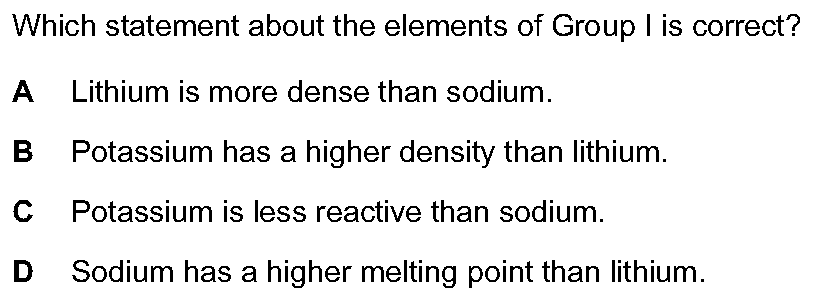 Which statement about the elements of Group I is correct?
A Lithium is more dense than sodium.
B Potassium has a higher density than lithium.
C Potassium is less reactive than sodium.
D Sodium has a higher melting point than lithium.